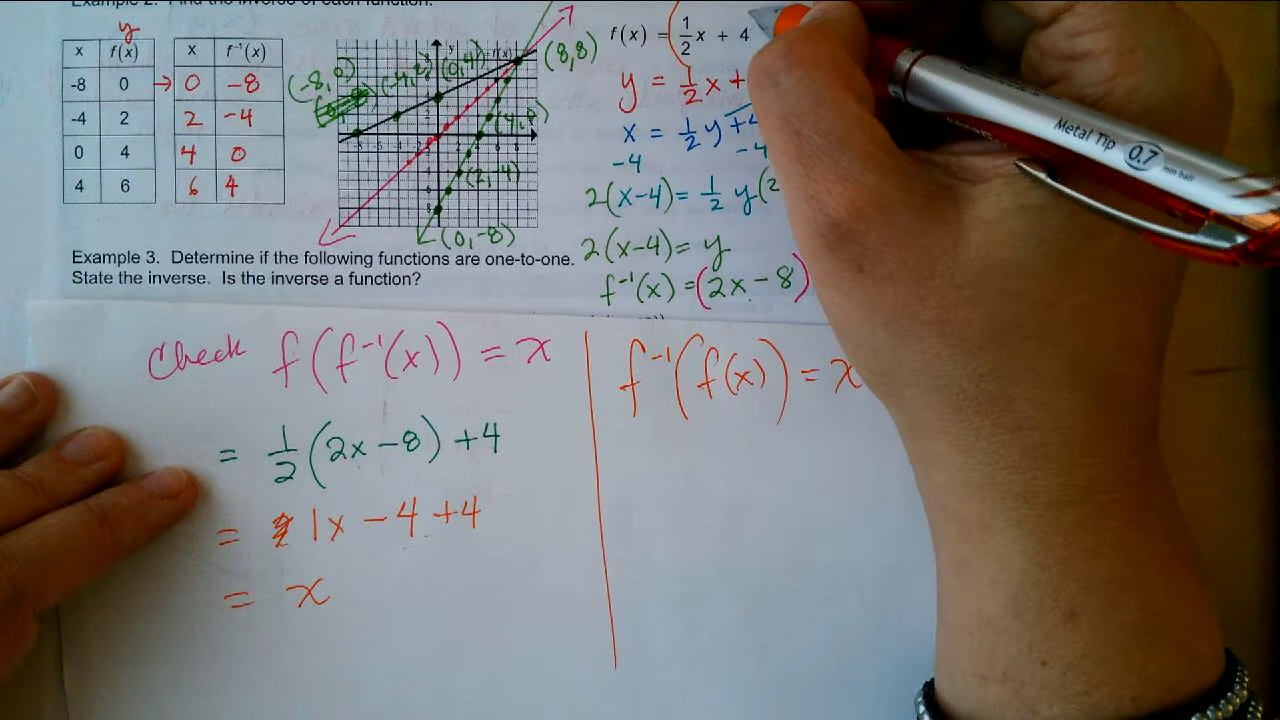 Example 2. Find the inverse of each function.
y
x f(x)
-8 0
-4 2
0 4
4 6
x f⁻¹(x)
→ 0 -8
2 -4
4 0
6 4
(-8,0)
(-4,2)
(0,4)
(8,8)
(4,0)
(2,-4)
(0,-8)
f(x) = 1/2x + 4
y = 1/2x +
x = 1/2y +4
-4 -4
2(x-4) = 1/2y(2
2(x-4) = y
f⁻¹(x) = (2x - 8)
Example 3. Determine if the following functions are one-to-one.
State the inverse. Is the inverse a function?
Check f(f⁻¹(x)) = x
= 1/2(2x - 8) + 4
= 1x - 4 + 4
= x
f⁻¹(f(x)) = x
Metal Tip 0.7 mm ball